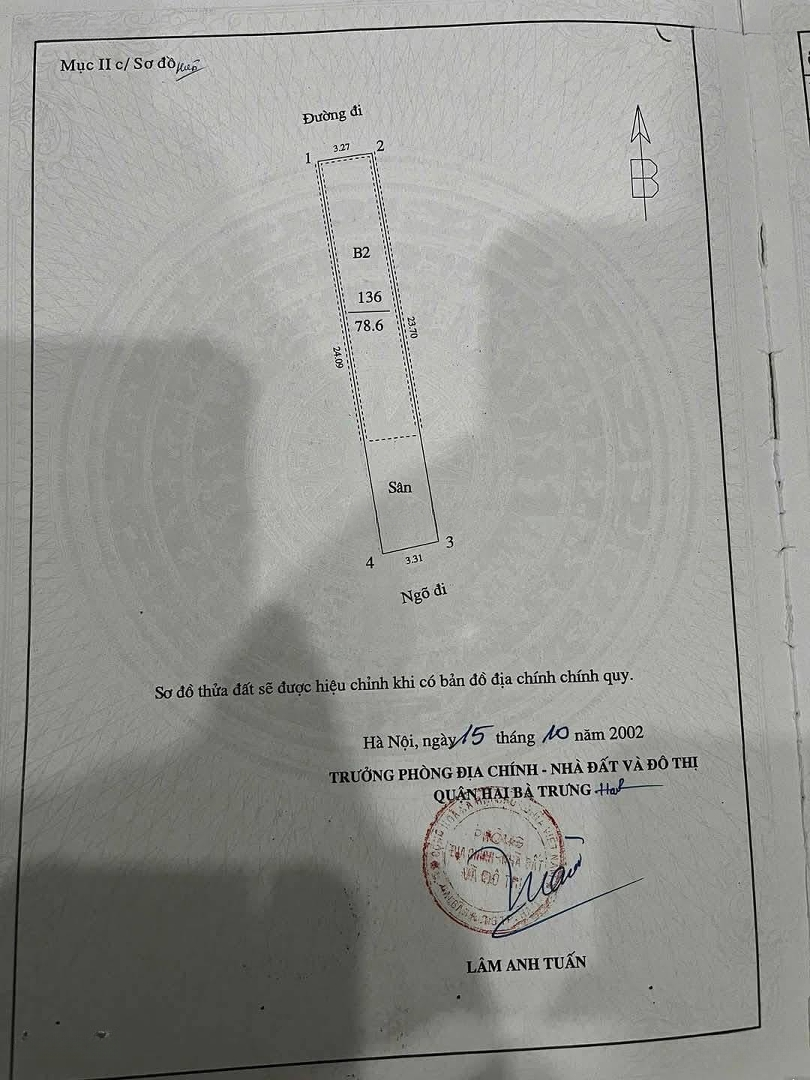 Mục II c/ Sơ đồ
Đường đi
1
3.27
2
B
B2
136
78.6
23.70
24.09
Sân
4
3.31
3
Ngõ đi
Sơ đồ thửa đất sẽ được hiệu chỉnh khi có bản đồ địa chính chính quy.
Hà Nội, ngày 15 tháng 10 năm 2002
TRƯỞNG PHÒNG ĐỊA CHÍNH - NHÀ ĐẤT VÀ ĐÔ THỊ
QUẬN HAI BÀ TRƯNG
LÂM ANH TUẤN